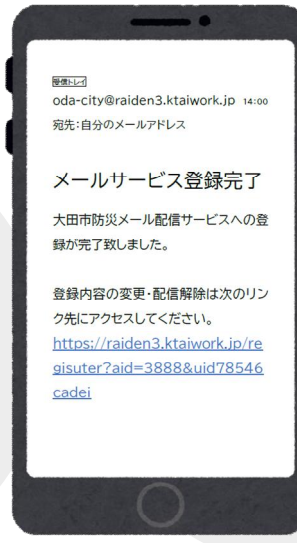 受信トレイ
oda-city@raiden3.ktaiwork.jp 14:00
宛先:自分のメールアドレス
メールサービス登録完了
大田市防災メール配信サービスへの登
録が完了致しました。
登録内容の変更・配信解除は次のリン
ク先にアクセスしてください。
https://raiden3.ktaiwork.jp/re
gisuter?aid=3888&uid78546
cadei